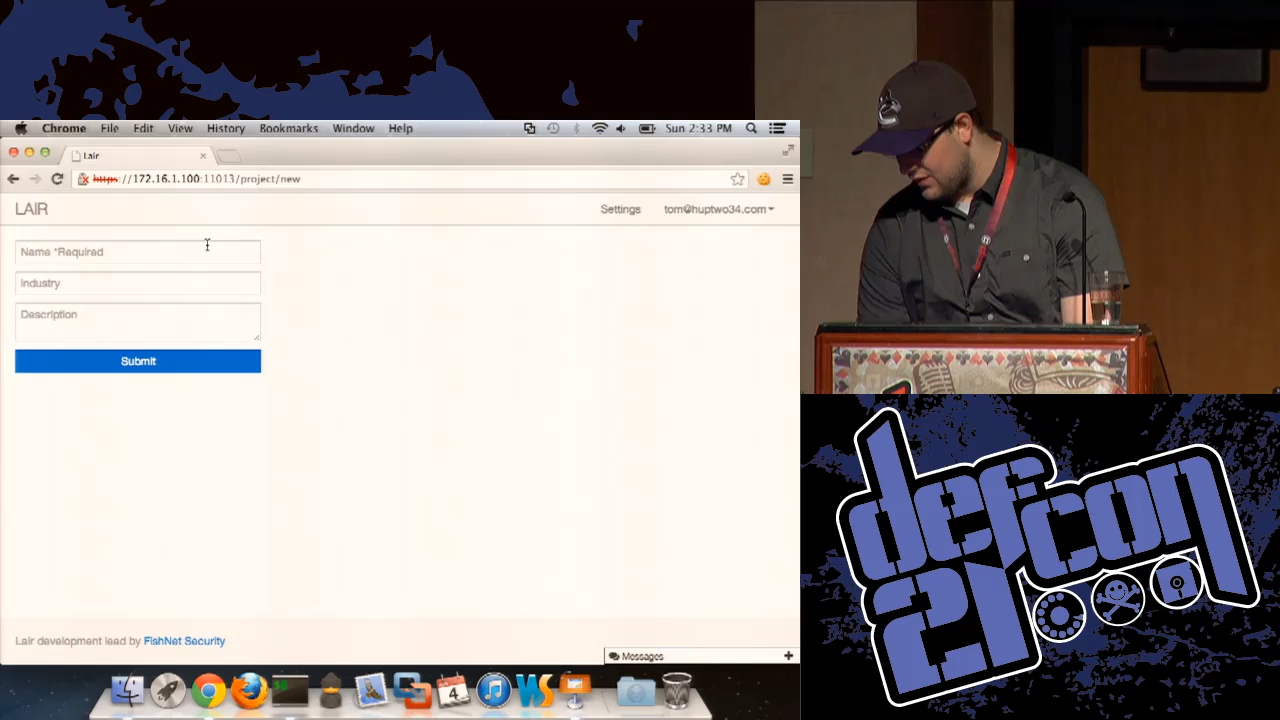 Chrome File Edit View History Bookmarks Window Help Sun 2:33 PM
Lair
https://172.16.1.100:11013/project/new
LAIR Settings tom@huptwo34.com
Name *Required
Industry
Description
Submit
Lair development lead by FishNet Security
Messages +
4
defcon
21